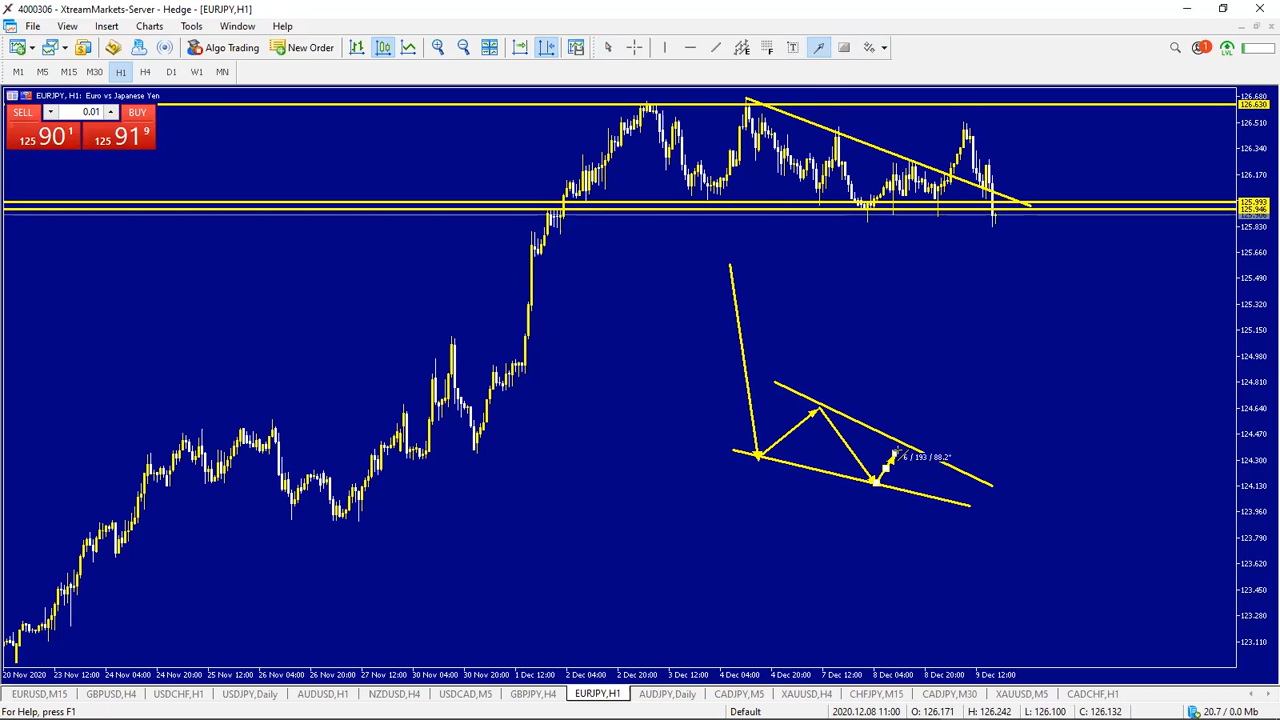 4000306 - XtreamMarkets-Server - Hedge - [EURJPY,H1]
File View Insert Charts Tools Window Help
Algo Trading New Order
1
LVL
M1 M5 M15 M30 H1 H4 D1 W1 MN
EURJPY, H1: Euro vs Japanese Yen
SELL 0.01 BUY
125 90 1 125 91 9
126.680
126.630
126.510
126.340
126.170
125.993
125.946
125.830
125.660
125.490
125.320
125.150
124.980
124.810
124.640
124.470
6 / 193 / 88.2°
124.300
124.130
123.960
123.790
123.620
123.450
123.280
123.110
20 Nov 2020 23 Nov 12:00 24 Nov 04:00 24 Nov 20:00 25 Nov 12:00 26 Nov 04:00 26 Nov 20:00 27 Nov 12:00 30 Nov 04:00 30 Nov 20:00 1 Dec 12:00 2 Dec 04:00 2 Dec 20:00 3 Dec 12:00 4 Dec 04:00 4 Dec 20:00 7 Dec 12:00 8 Dec 04:00 8 Dec 20:00 9 Dec 12:00
EURUSD,M15 GBPUSD,H4 USDCHF,H1 USDJPY,Daily AUDUSD,H1 NZDUSD,H4 USDCAD,M5 GBPJPY,H4 EURJPY,H1 AUDJPY,Daily CADJPY,M5 XAUUSD,H4 CHFJPY,M15 CADJPY,M30 XAUUSD,M5 CADCHF,H1
For Help, press F1 Default 2020.12.08 11:00 O: 126.171 H: 126.242 L: 126.100 C: 126.132 20.7 / 0.0 Mb